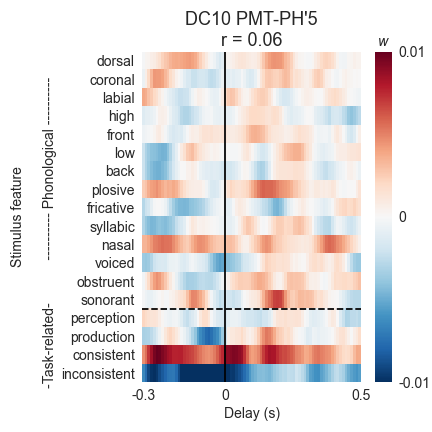 DC10 PMT-PH'5
r = 0.06
w
dorsal
coronal
labial
high
front
low
back
plosive
fricative
syllabic
nasal
voiced
obstruent
sonorant
perception
production
consistent
inconsistent
Stimulus feature
---------- Phonological ----------
-Task-related-
0.01
0
-0.01
-0.3
0
0.5
Delay (s)